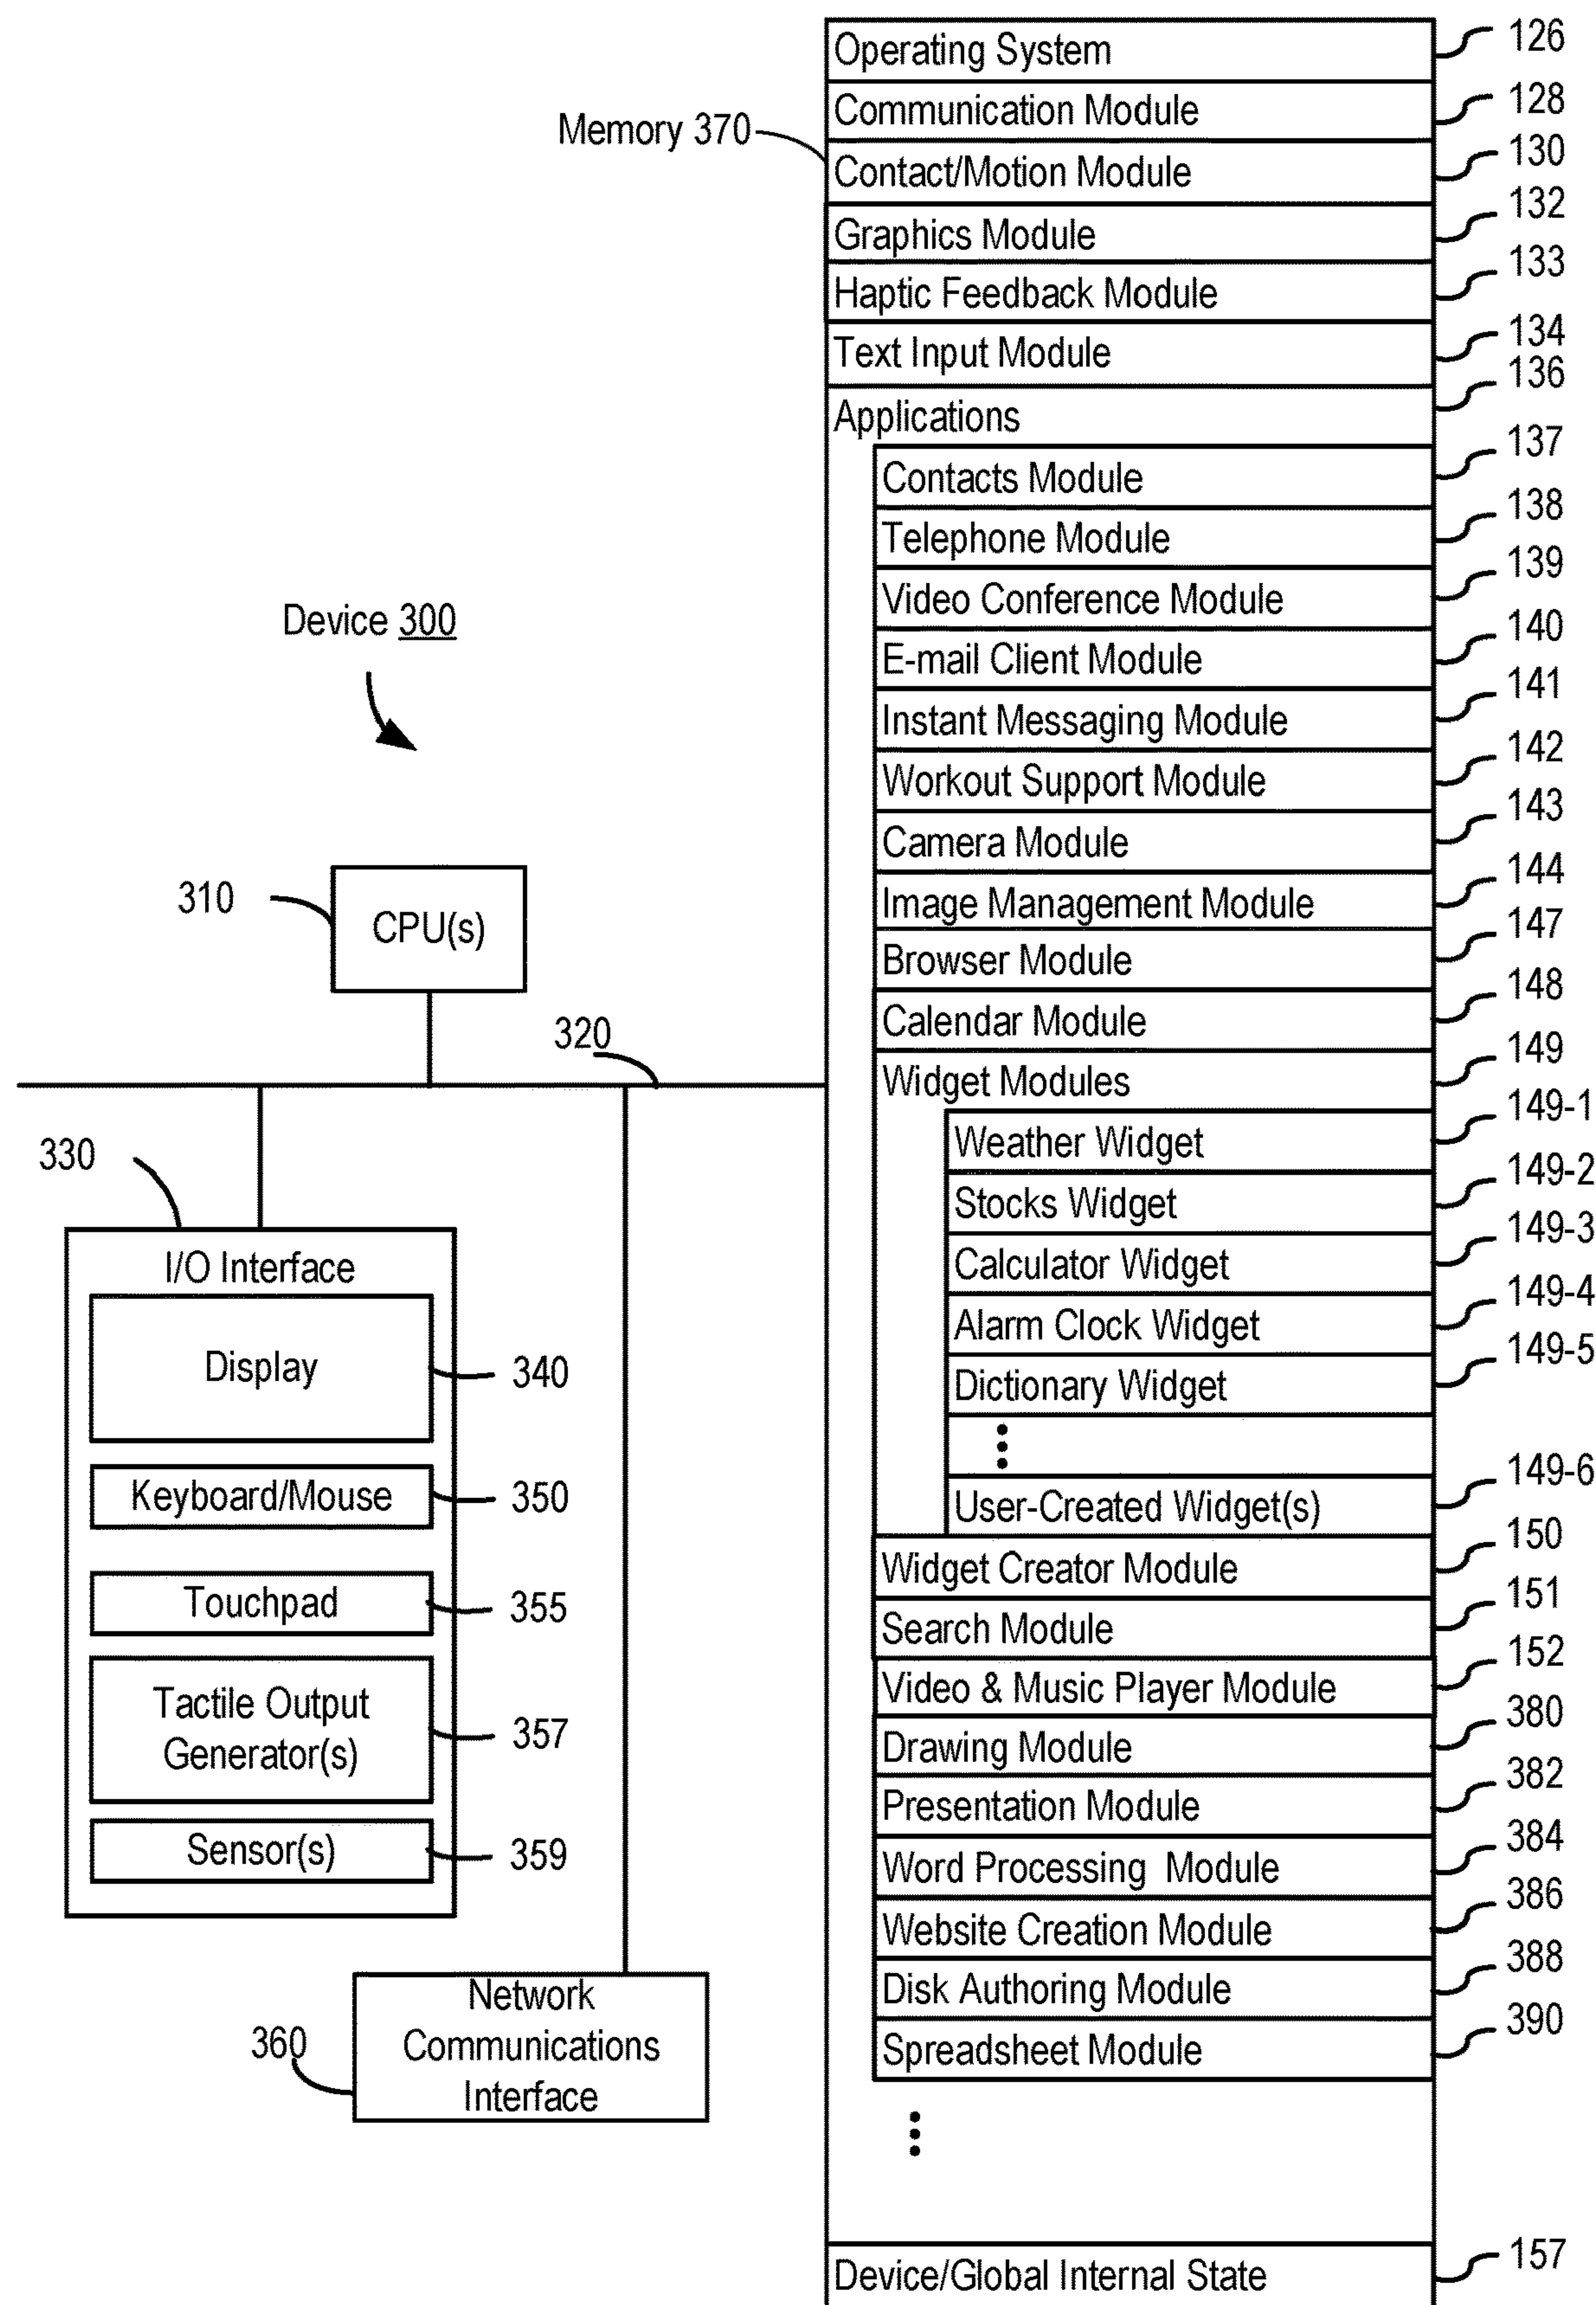 Device 300
310
CPU(s)
320
330
I/O Interface
Display
340
Keyboard/Mouse
350
Touchpad
355
Tactile Output
Generator(s)
357
Sensor(s)
359
360
Network
Communications
Interface
Memory 370
Operating System 126
Communication Module 128
Contact/Motion Module 130
Graphics Module 132
Haptic Feedback Module 133
Text Input Module 134
Applications 136
Contacts Module 137
Telephone Module 138
Video Conference Module 139
E-mail Client Module 140
Instant Messaging Module 141
Workout Support Module 142
Camera Module 143
Image Management Module 144
Browser Module 147
Calendar Module 148
Widget Modules 149
Weather Widget 149-1
Stocks Widget 149-2
Calculator Widget 149-3
Alarm Clock Widget 149-4
Dictionary Widget 149-5
User-Created Widget(s) 149-6
Widget Creator Module 150
Search Module 151
Video & Music Player Module 152
Drawing Module 380
Presentation Module 382
Word Processing Module 384
Website Creation Module 386
Disk Authoring Module 388
Spreadsheet Module 390
Device/Global Internal State 157